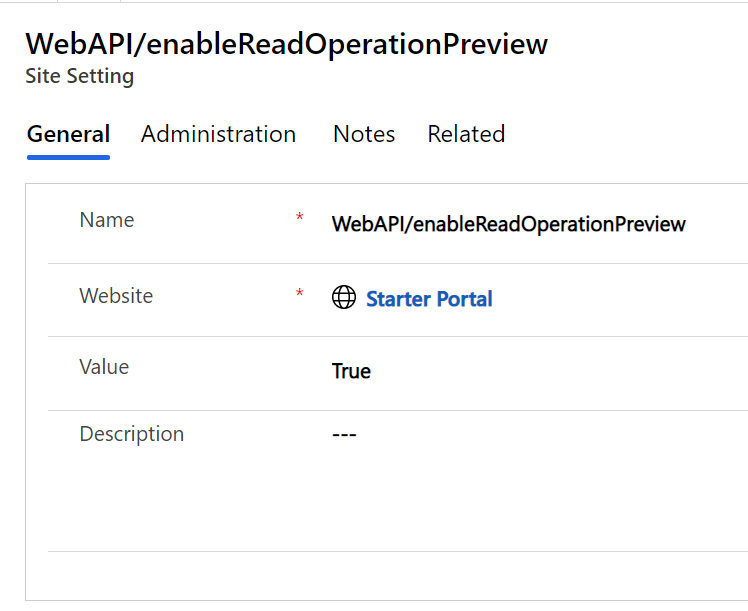 WebAPI/enableReadOperationPreview
Site Setting
General Administration Notes Related
Name * WebAPI/enableReadOperationPreview
Website * Starter Portal
Value True
Description ---